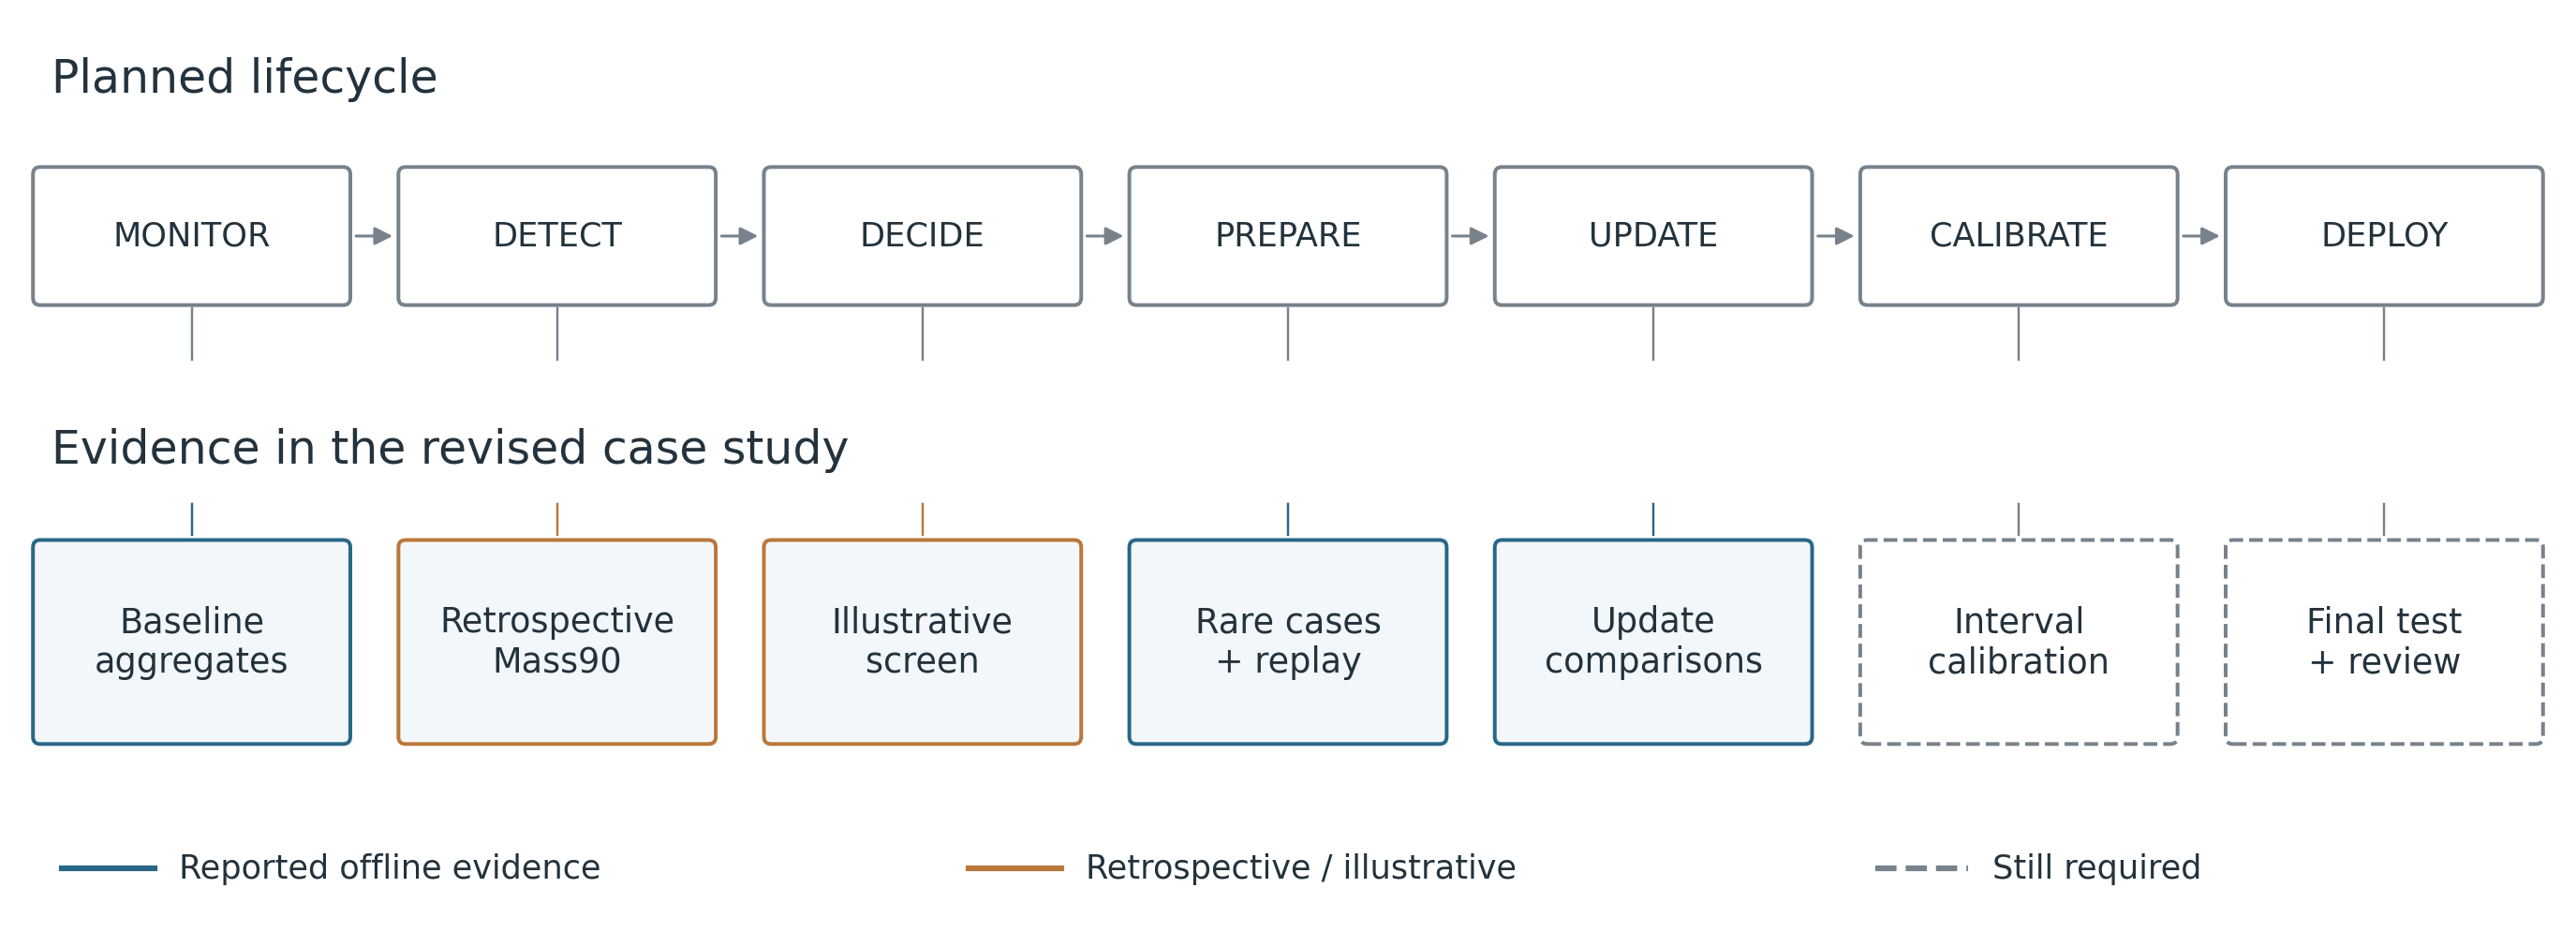 Planned lifecycle
MONITOR
DETECT
DECIDE
PREPARE
UPDATE
CALIBRATE
DEPLOY
Evidence in the revised case study
Baseline
aggregates
Retrospective
Mass90
Illustrative
screen
Rare cases
+ replay
Update
comparisons
Interval
calibration
Final test
+ review
Reported offline evidence
Retrospective / illustrative
Still required